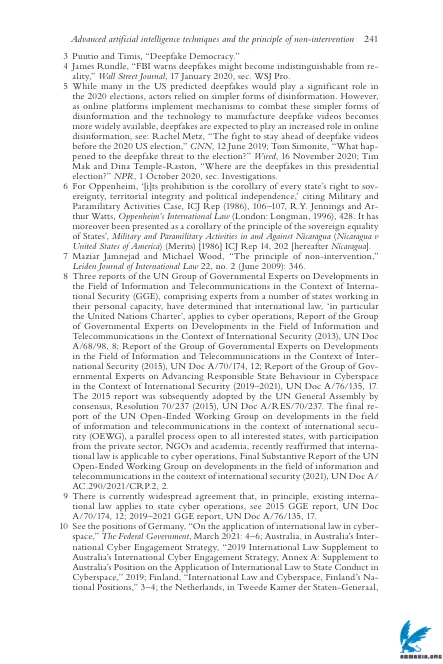 Advanced artificial intelligence techniques and the principle of non-intervention 241
3 Puutio and Timis, “Deepfake Democracy.”
4 James Rundle, “FBI warns deepfakes might become indistinguishable from re-
ality,” Wall Street Journal, 17 January 2020, sec. WSJ Pro.
5 While many in the US predicted deepfakes would play a significant role in
the 2020 elections, actors relied on simpler forms of disinformation. However,
as online platforms implement mechanisms to combat these simpler forms of
disinformation and the technology to manufacture deepfake videos becomes
more widely available, deepfakes are expected to play an increased role in online
disinformation, see: Rachel Metz, “The fight to stay ahead of deepfake videos
before the 2020 US election,” CNN, 12 June 2019; Tom Simonite, “What hap-
pened to the deepfake threat to the election?” Wired, 16 November 2020; Tim
Mak and Dina Temple-Raston, “Where are the deepfakes in this presidential
election?” NPR, 1 October 2020, sec. Investigations.
6 For Oppenheim, ‘[i]ts prohibition is the corollary of every state’s right to sov-
ereignty, territorial integrity and political independence,’ citing Military and
Paramilitary Activities Case, ICJ Rep (1986), 106–107, R.Y. Jennings and Ar-
thur Watts, Oppenheim’s International Law (London: Longman, 1996), 428. It has
moreover been presented as a corollary of the principle of the sovereign equality
of States’, Military and Paramilitary Activities in and Against Nicaragua (Nicaragua v
United States of America) (Merits) [1986] ICJ Rep 14, 202 [hereafter Nicaragua].
7 Maziar Jamnejad and Michael Wood, “The principle of non-intervention,”
Leiden Journal of International Law 22, no. 2 (June 2009): 346.
8 Three reports of the UN Group of Governmental Experts on Developments in
the Field of Information and Telecommunications in the Context of Interna-
tional Security (GGE), comprising experts from a number of states working in
their personal capacity, have determined that international law, ‘in particular
the United Nations Charter’, applies to cyber operations, Report of the Group
of Governmental Experts on Developments in the Field of Information and
Telecommunications in the Context of International Security (2013), UN Doc
A/68/98, 8; Report of the Group of Governmental Experts on Developments
in the Field of Information and Telecommunications in the Context of Inter-
national Security (2015), UN Doc A/70/174, 12; Report of the Group of Gov-
ernmental Experts on Advancing Responsible State Behaviour in Cyberspace
in the Context of International Security (2019–2021), UN Doc A/76/135, 17.
The 2015 report was subsequently adopted by the UN General Assembly by
consensus, Resolution 70/237 (2015), UN Doc A/RES/70/237. The final re-
port of the UN Open-Ended Working Group on developments in the field
of information and telecommunications in the context of international secu-
rity (OEWG), a parallel process open to all interested states, with participation
from the private sector, NGOs and academia, recently reaffirmed that interna-
tional law is applicable to cyber operations, Final Substantive Report of the UN
Open-Ended Working Group on developments in the field of information and
telecommunications in the context of international security (2021), UN Doc A/
AC.290/2021/CRP.2, 2.
9 There is currently widespread agreement that, in principle, existing interna-
tional law applies to state cyber operations, see 2015 GGE report, UN Doc
A/70/174, 12; 2019–2021 GGE report, UN Doc A/76/135, 17.
10 See the positions of Germany, “On the application of international law in cyber-
space,” The Federal Government, March 2021: 4–6; Australia, in Australia’s Inter-
national Cyber Engagement Strategy, “2019 International Law Supplement to
Australia’s International Cyber Engagement Strategy, Annex A: Supplement to
Australia’s Position on the Application of International Law to State Conduct in
Cyberspace,” 2019; Finland, “International Law and Cyberspace, Finland’s Na-
tional Positions,” 3–4; the Netherlands, in Tweede Kamer der Staten-Generaal,